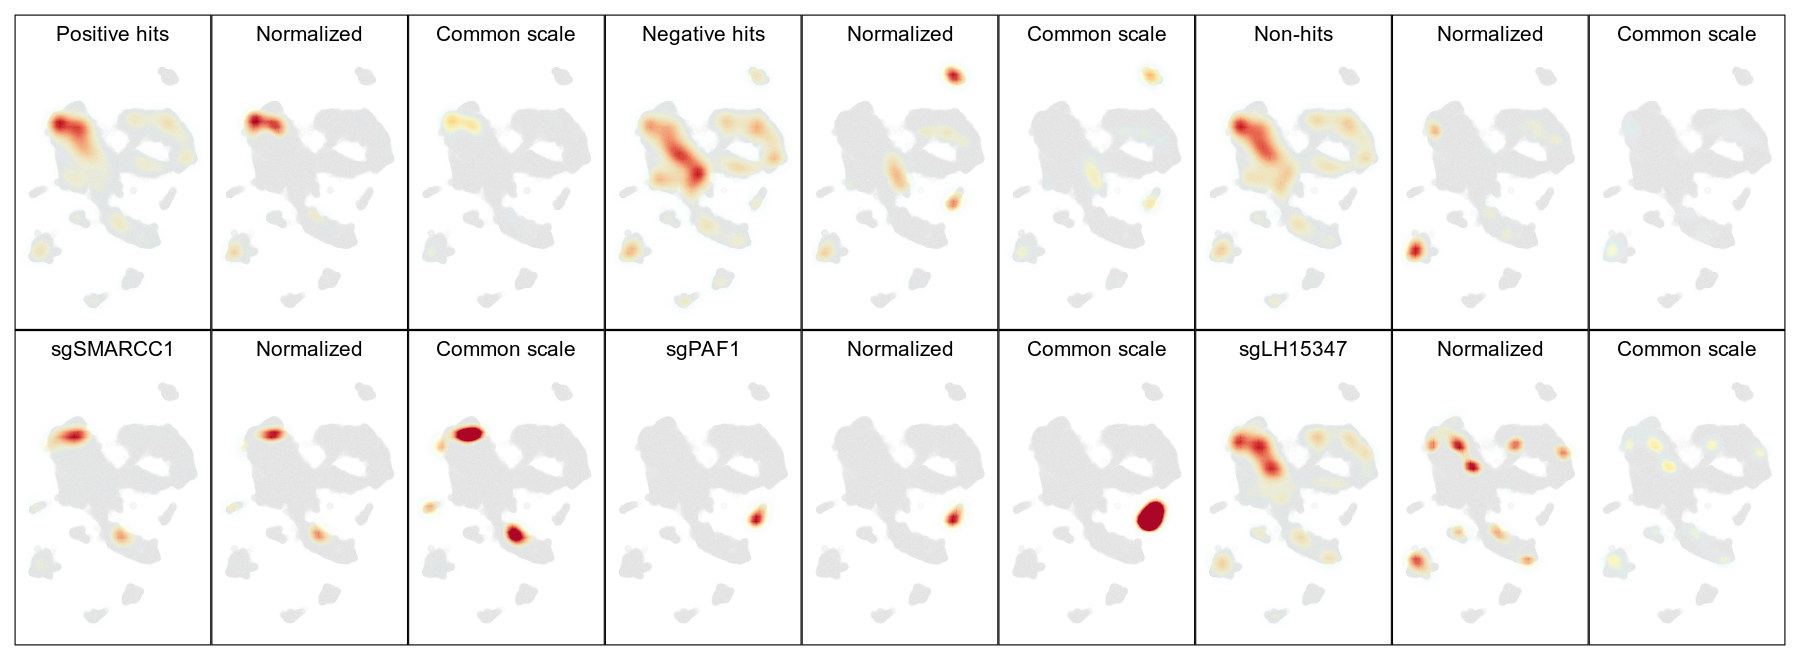 Positive hits
Normalized
Common scale
Negative hits
Normalized
Common scale
Non-hits
Normalized
Common scale
sgSMARCC1
Normalized
Common scale
sgPAF1
Normalized
Common scale
sgLH15347
Normalized
Common scale